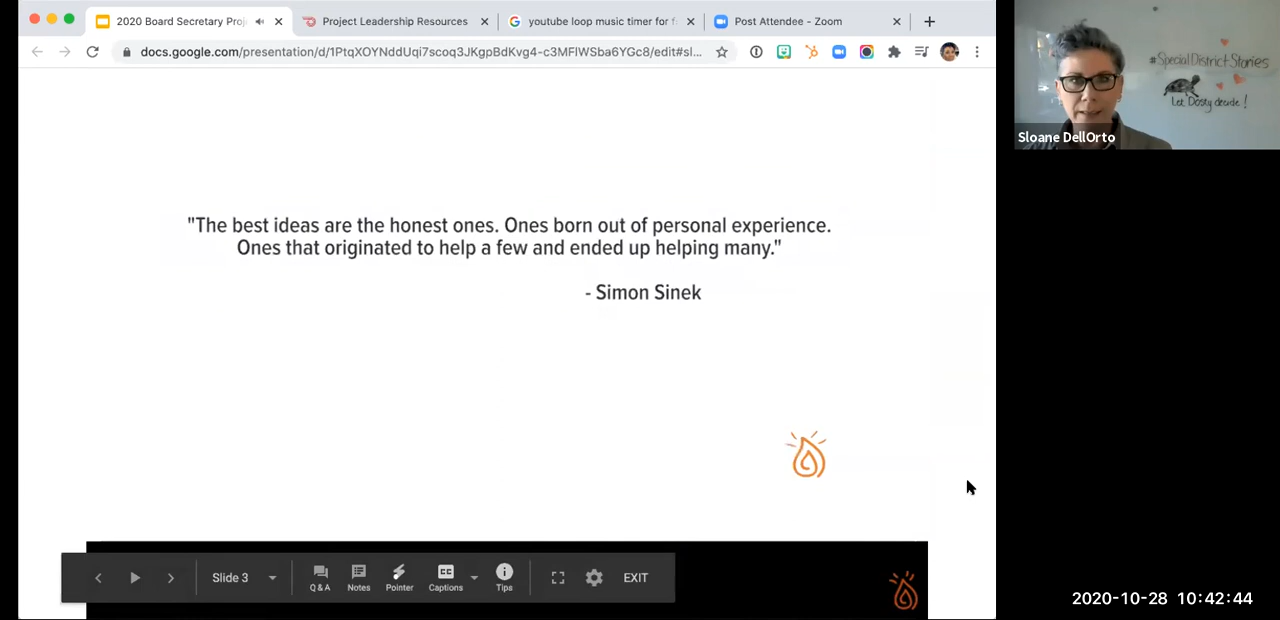 2020 Board Secretary Proj
Project Leadership Resources
youtube loop music timer for f
Post Attendee - Zoom
docs.google.com/presentation/d/1PtqXOYNddUqi7scoq3JKgpBdKvg4-c3MFlWSba6YGc8/edit#sl...
#Special District Stories
Let Dosty decide!
Sloane DellOrto
"The best ideas are the honest ones. Ones born out of personal experience.
Ones that originated to help a few and ended up helping many."
- Simon Sinek
Slide 3
Q & A
Notes
Pointer
CC
Captions
Tips
EXIT
2020-10-28 10:42:44